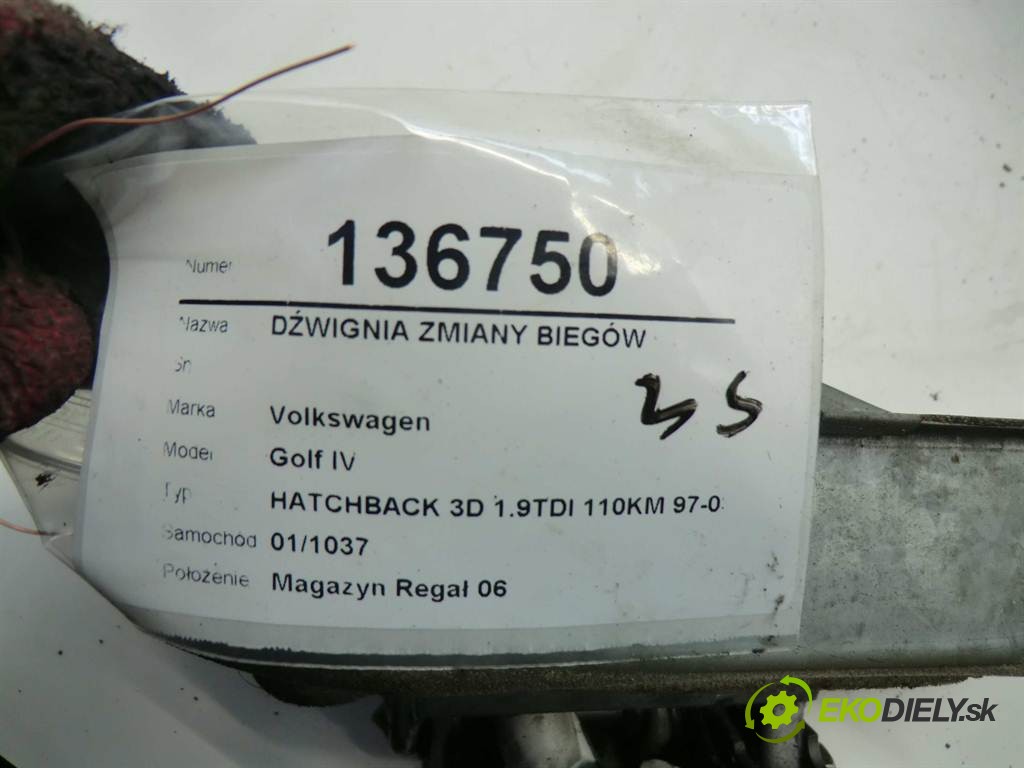 Numer 136750
Nazwa DŹWIGNIA ZMIANY BIEGÓW
Sn
Marka Volkswagen
Model Golf IV
Typ HATCHBACK 3D 1.9TDI 110KM 97-0
Samochód 01/1037
Położenie Magazyn Regał 06
EKODIELY.sk